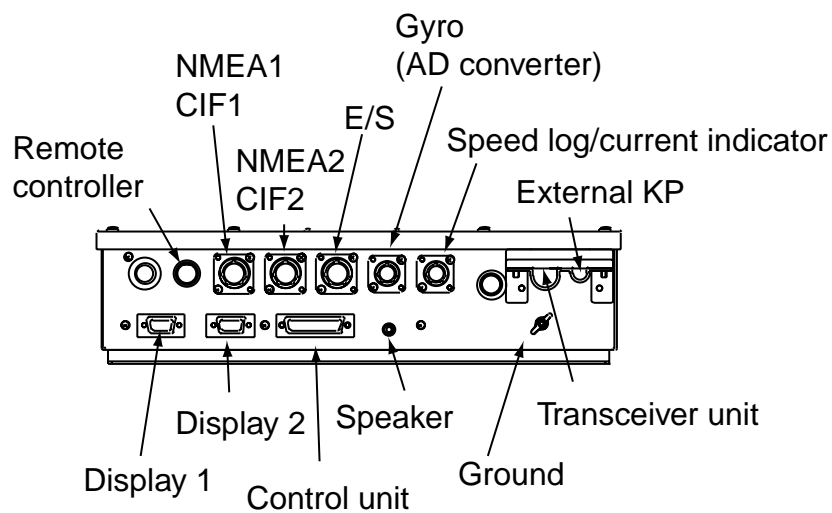 Gyro
(AD converter)
NMEA1
CIF1
E/S
Speed log/current indicator
Remote
controller
NMEA2
CIF2
External KP
Display 2
Speaker
Transceiver unit
Display 1
Control unit
Ground